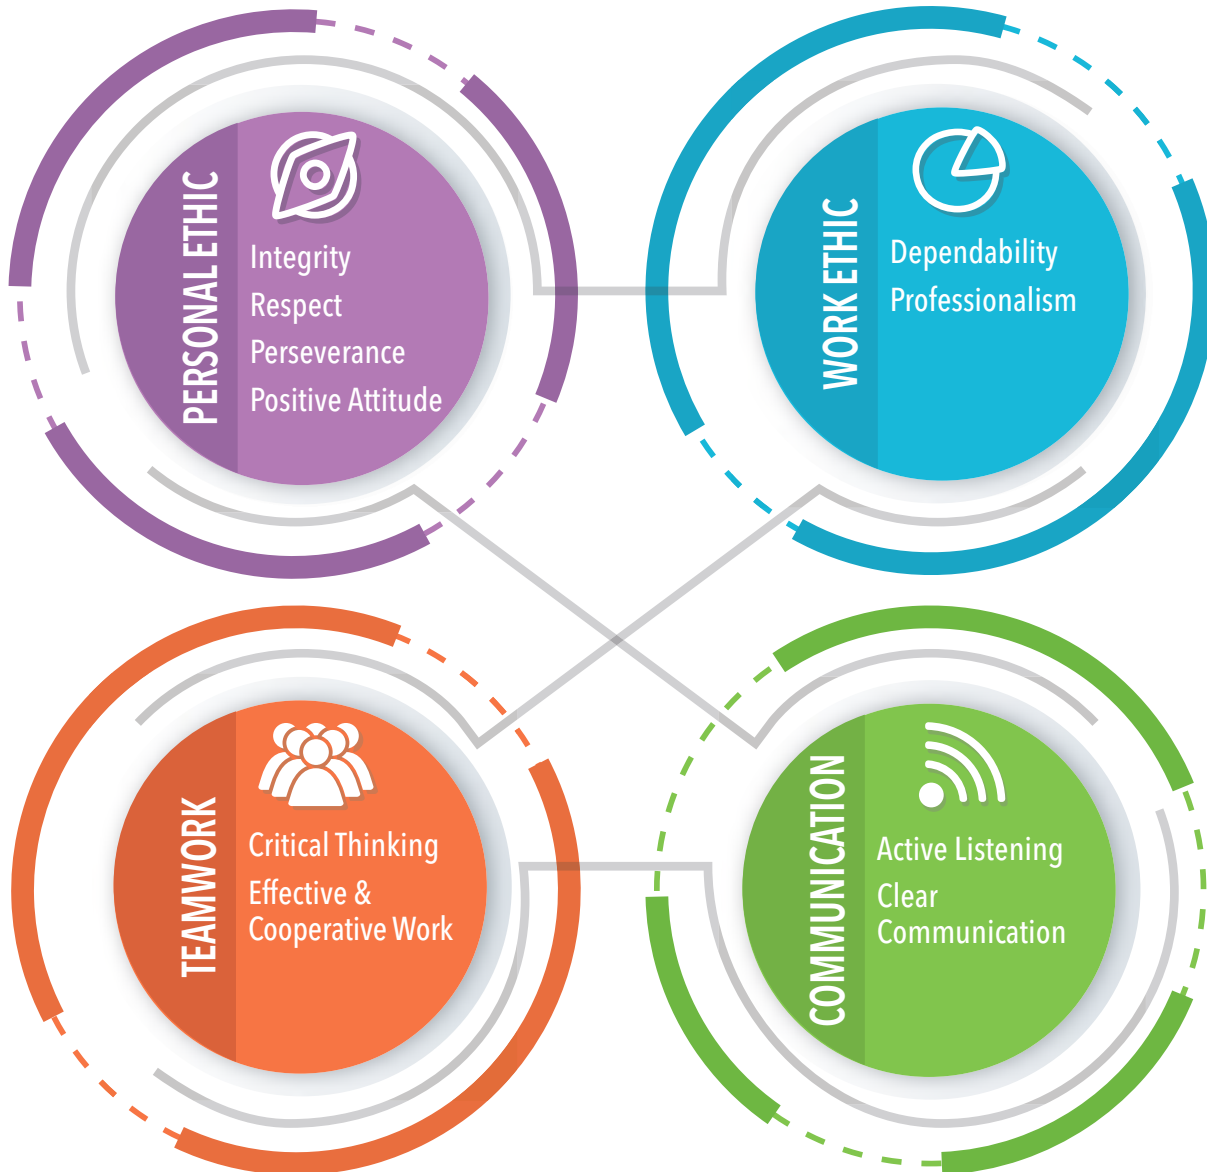 PERSONAL ETHIC
Integrity
Respect
Perseverance
Positive Attitude
WORK ETHIC
Dependability
Professionalism
TEAMWORK
Critical Thinking
Effective &
Cooperative Work
COMMUNICATION
Active Listening
Clear
Communication